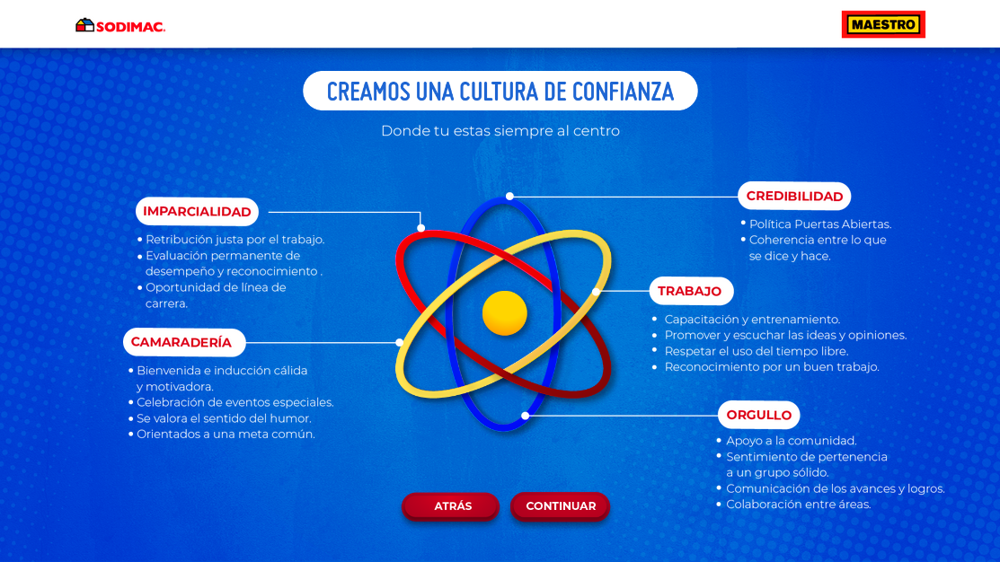 SODIMAC
MAESTRO
CREAMOS UNA CULTURA DE CONFIANZA
Donde tu estas siempre al centro
IMPARCIALIDAD
• Retribución justa por el trabajo.
• Evaluación permanente de
desempeño y reconocimiento .
• Oportunidad de línea de
carrera.
CAMARADERÍA
• Bienvenida e inducción cálida
y motivadora.
• Celebración de eventos especiales.
• Se valora el sentido del humor.
• Orientados a una meta común.
CREDIBILIDAD
• Política Puertas Abiertas.
• Coherencia entre lo que
se dice y hace.
TRABAJO
• Capacitación y entrenamiento.
• Promover y escuchar las ideas y opiniones.
• Respetar el uso del tiempo libre.
• Reconocimiento por un buen trabajo.
ORGULLO
• Apoyo a la comunidad.
• Sentimiento de pertenencia
a un grupo sólido.
• Comunicación de los avances y logros.
• Colaboración entre áreas.
ATRÁS
CONTINUAR